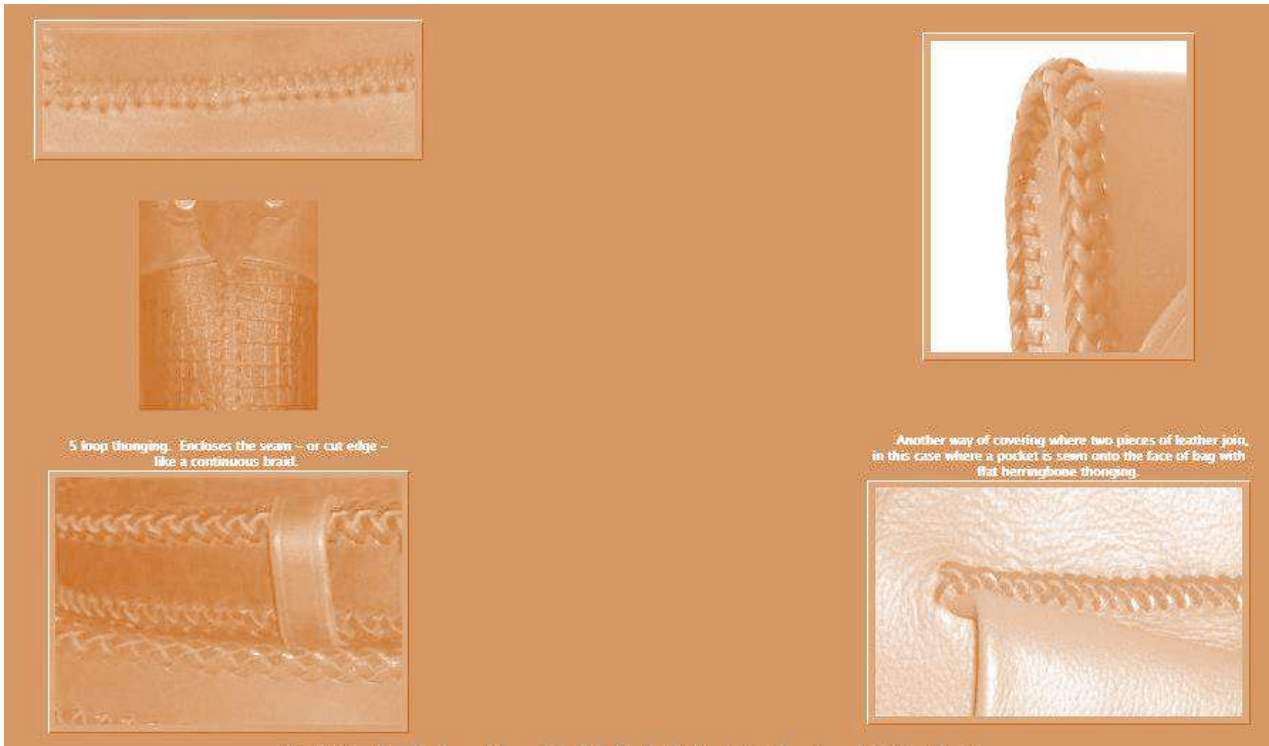 5 loop thonging. Encloses the seam – or cut edge –
like a continuous braid.
Another way of covering where two pieces of leather join,
in this case where a pocket is sewn onto the face of bag with
flat herringbone thonging.